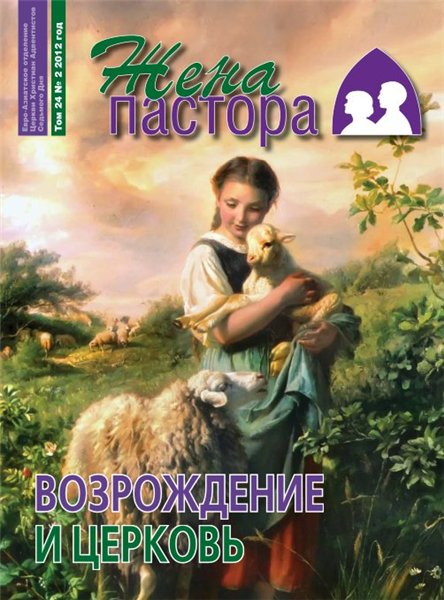 Евро-Азиатское отделение
Церкви Христиан Адвентистов
Седьмого Дня
Том 24 № 2 2012 год
Жена
пастора
ВОЗРОЖДЕНИЕ
И ЦЕРКОВЬ